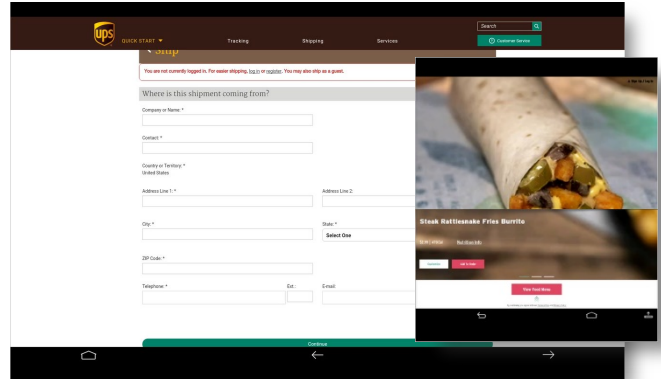 ups
Search
QUICK START
Tracking
Shipping
Services
Customer Service
Ship
You are not currently logged in. For easier shipping, log in or register. You may also ship as a guest.
Where is this shipment coming from?
Company or Name: *
Contact: *
Country or Territory: *
United States
Address Line 1: *
Address Line 2:
City: *
State: *
Select One
ZIP Code: *
Telephone: *
Ext.:
E-mail:
Continue
Steak Rattlesnake Fries Burrito
Nutrition Info